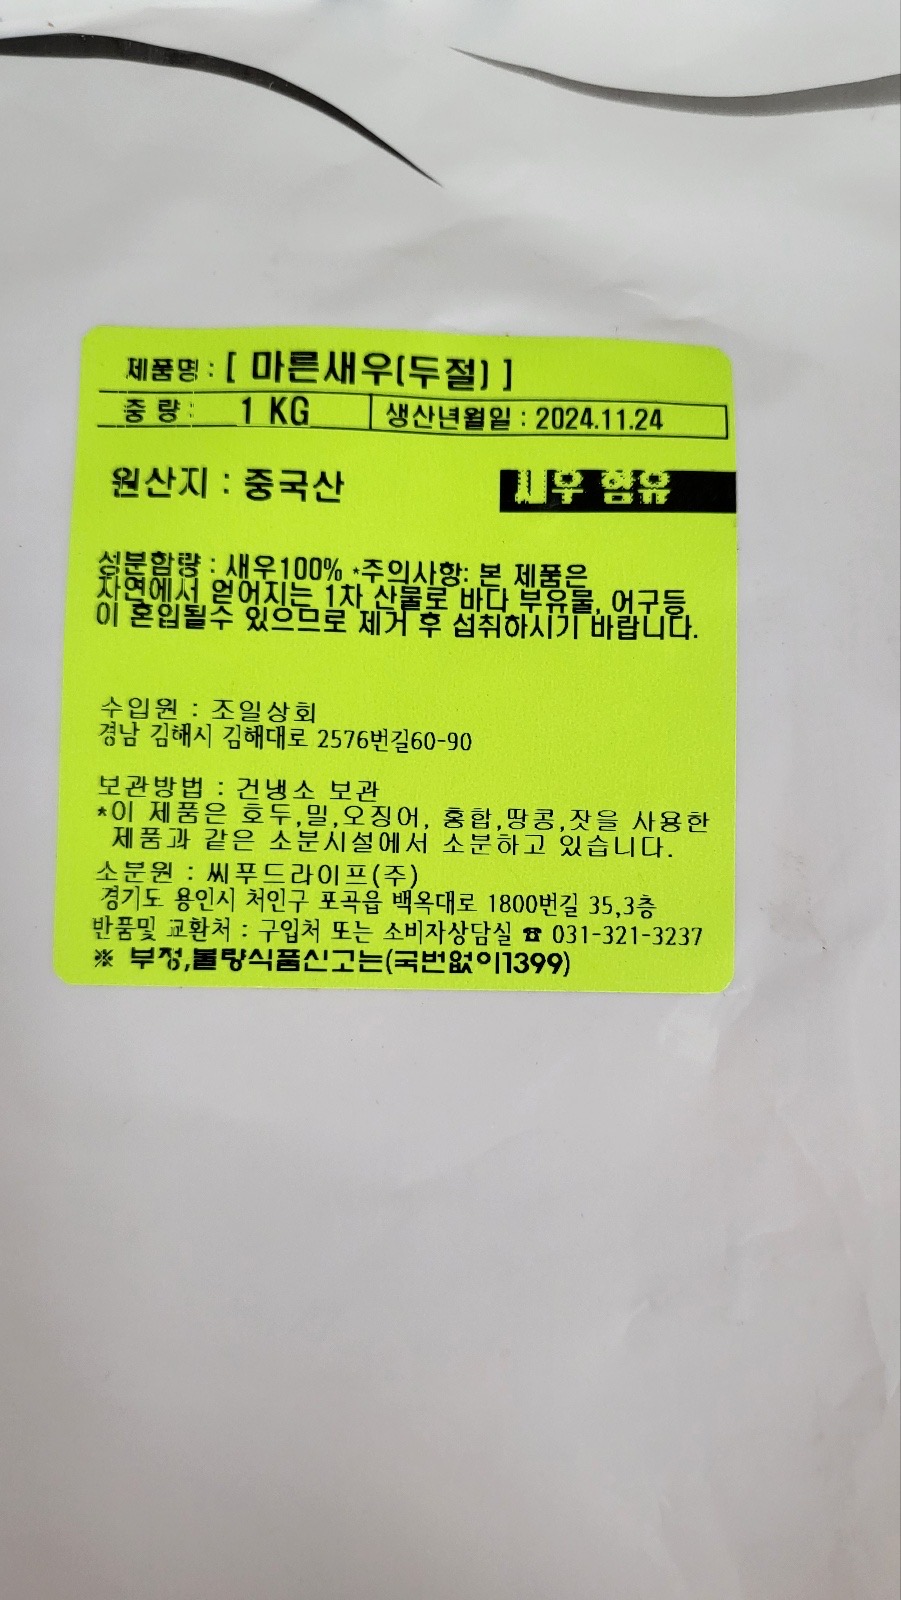 제품명 : [ 마른새우(두절) ]
중 량 : 1 KG 생산년월일 : 2024.11.24
원산지 : 중국산 새우 함유
성분함량 : 새우100% *주의사항: 본 제품은
자연에서 얻어지는 1차 산물로 바다 부유물, 어구등
이 혼입될수 있으므로 제거 후 섭취하시기 바랍니다.
수입원 : 조일상회
경남 김해시 김해대로 2576번길60-90
보관방법 : 건냉소 보관
*이 제품은 호두,밀,오징어, 홍합,땅콩,잣을 사용한
제품과 같은 소분시설에서 소분하고 있습니다.
소분원 : 씨푸드라이프(주)
경기도 용인시 처인구 포곡읍 백옥대로 1800번길 35,3층
반품및 교환처 : 구입처 또는 소비자상담실 ☎ 031-321-3237
※ 부정,불량식품신고는(국번없이1399)